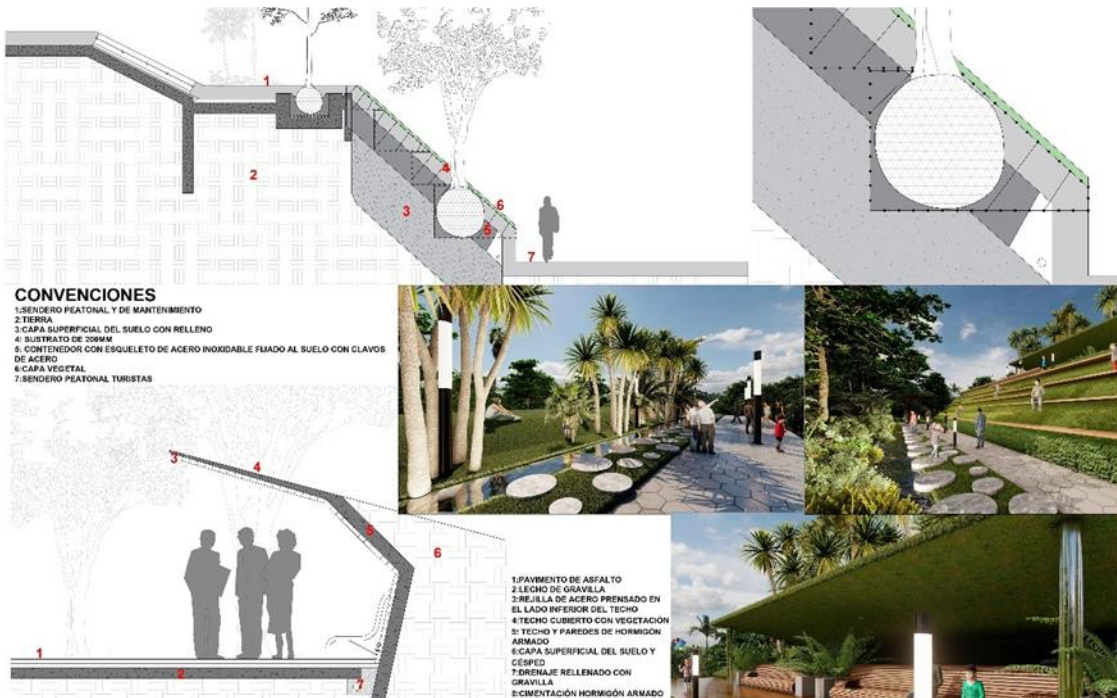 1
2
3
4
5
6
7
CONVENCIONES
1:SENDERO PEATONAL Y DE MANTENIMIENTO
2:TIERRA
3:CAPA SUPERFICIAL DEL SUELO CON RELLENO
4: SUSTRATO DE 200MM
5: CONTENEDOR CON ESQUELETO DE ACERO INOXIDABLE FIJADO AL SUELO CON CLAVOS
DE ACERO
6:CAPA VEGETAL
7:SENDERO PEATONAL TURISTAS
3
4
5
6
1
2
7
1:PAVIMENTO DE ASFALTO
2:LECHO DE GRAVILLA
3:REJILLA DE ACERO PRENSADO EN
EL LADO INFERIOR DEL TECHO
4:TECHO CUBIERTO CON VEGETACIÓN
5: TECHO Y PAREDES DE HORMIGÓN
ARMADO
6:CAPA SUPERFICIAL DEL SUELO Y
CÉSPED
7:DRENAJE RELLENADO CON
GRAVILLA
8:CIMENTACIÓN HORMIGÓN ARMADO